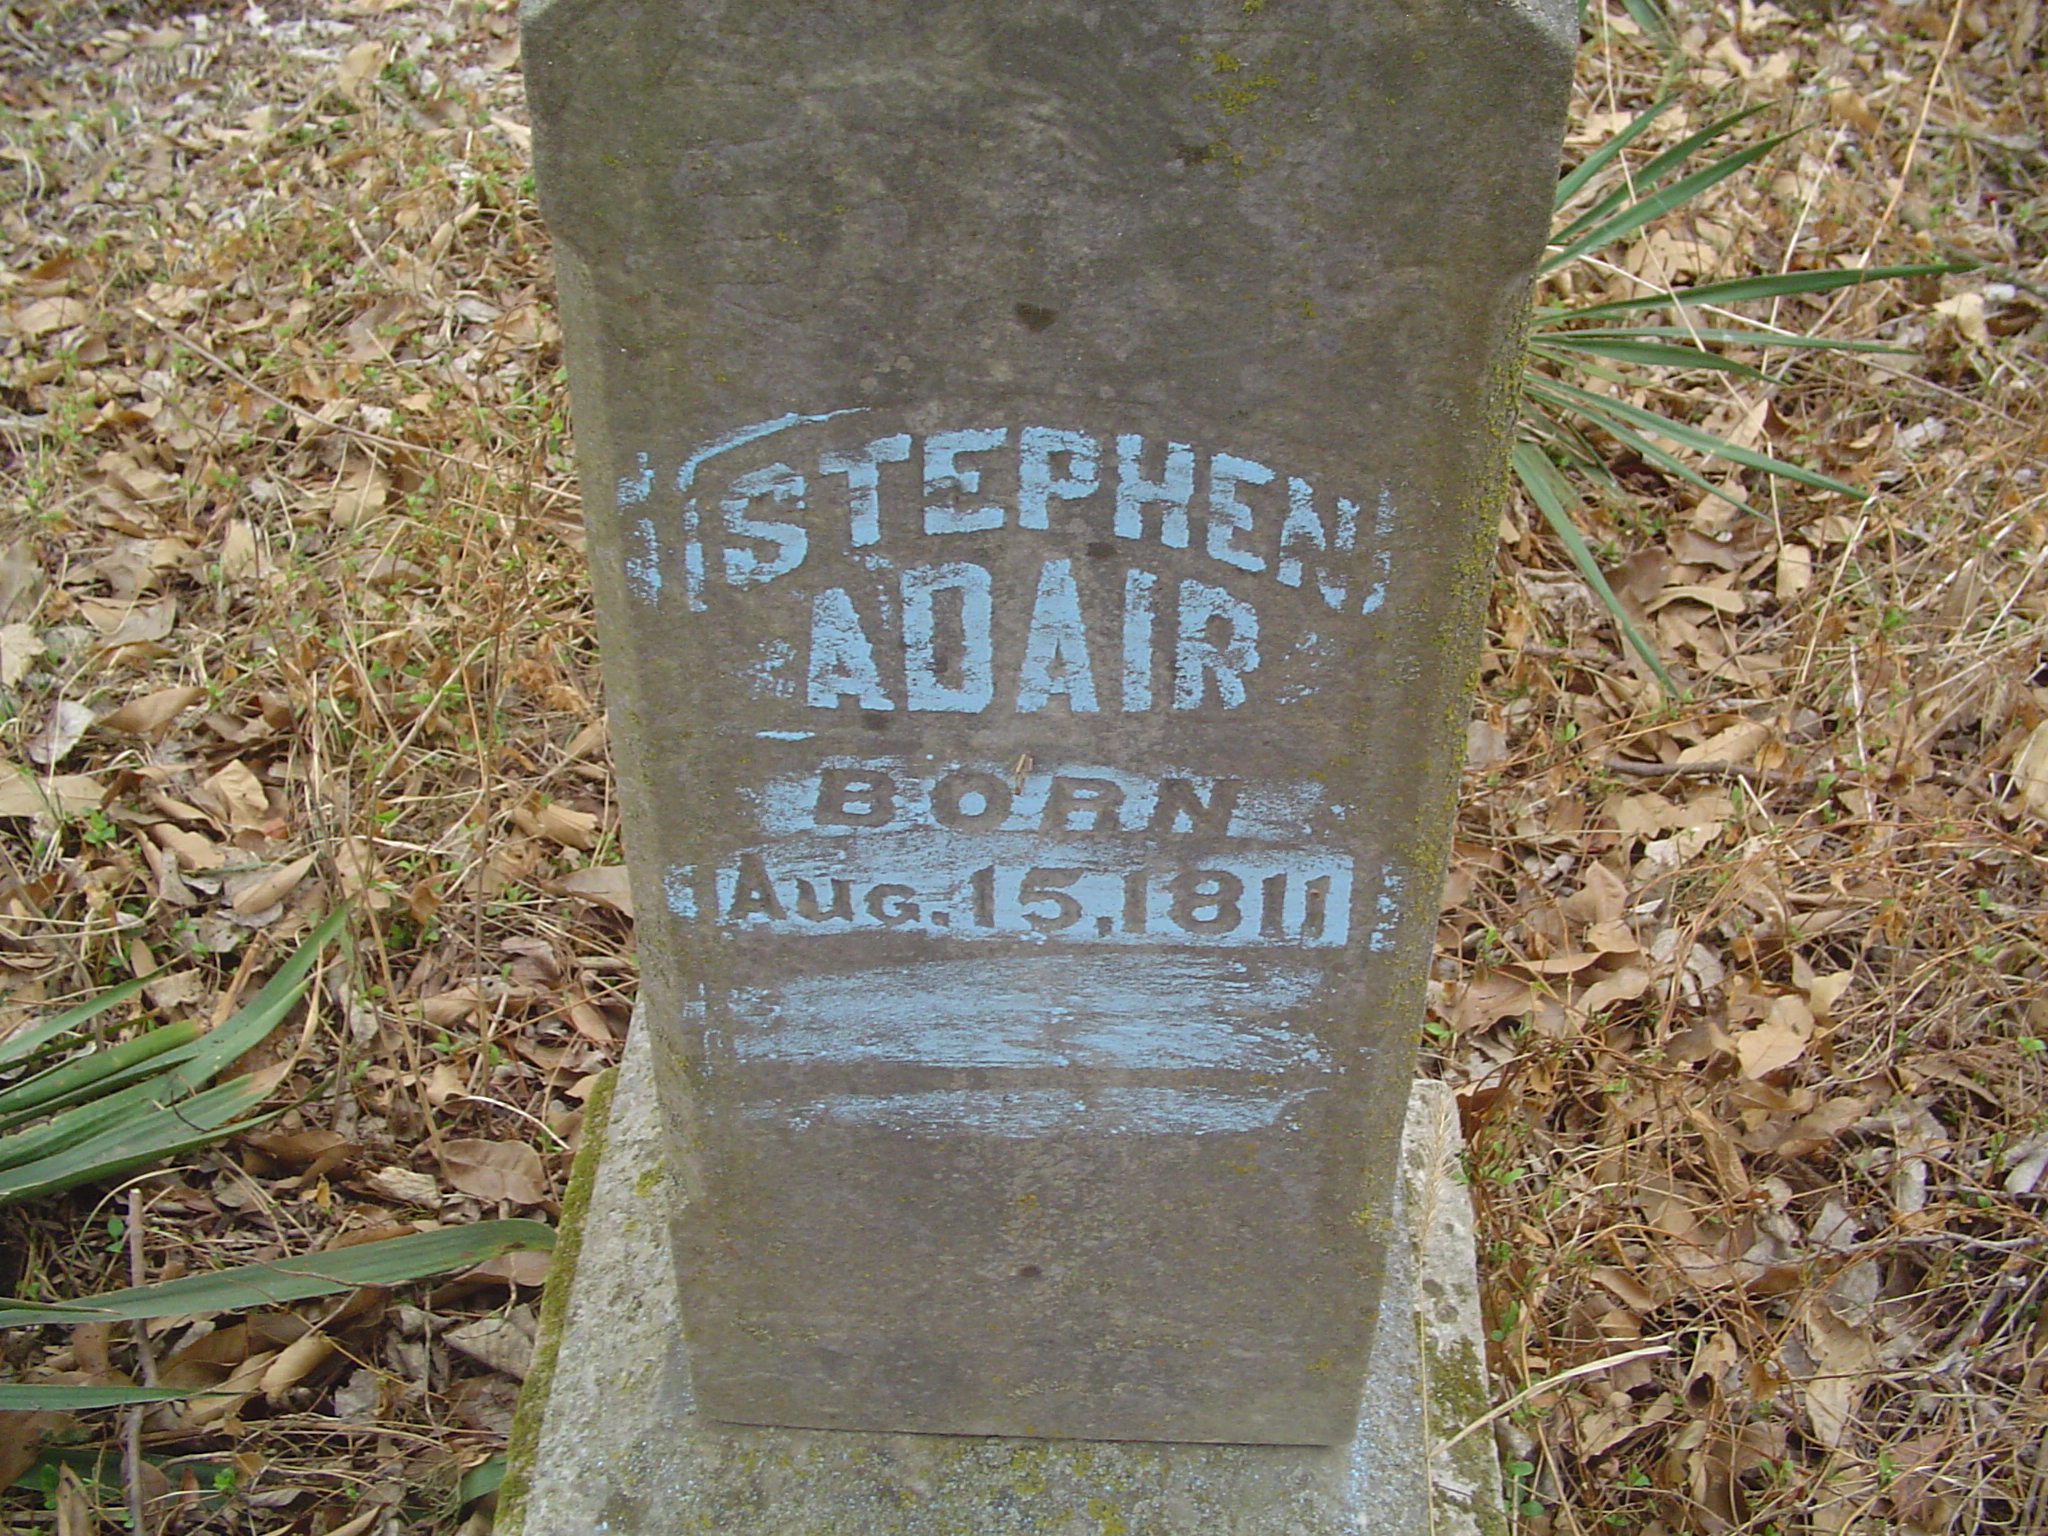 STEPHEN
ADAIR
BORN
AUG. 15, 1811